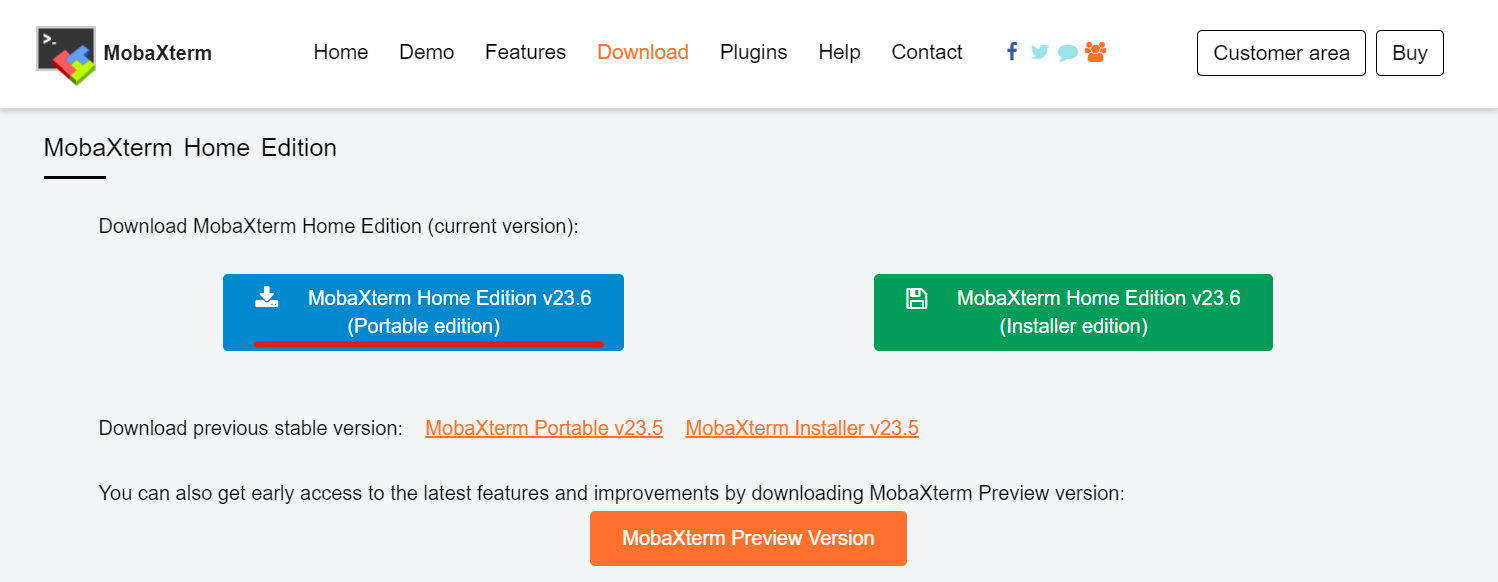 >_
MobaXterm
Home Demo Features Download Plugins Help Contact
Customer area Buy
MobaXterm Home Edition
Download MobaXterm Home Edition (current version):
MobaXterm Home Edition v23.6
(Portable edition)
MobaXterm Home Edition v23.6
(Installer edition)
Download previous stable version: MobaXterm Portable v23.5 MobaXterm Installer v23.5
You can also get early access to the latest features and improvements by downloading MobaXterm Preview version:
MobaXterm Preview Version